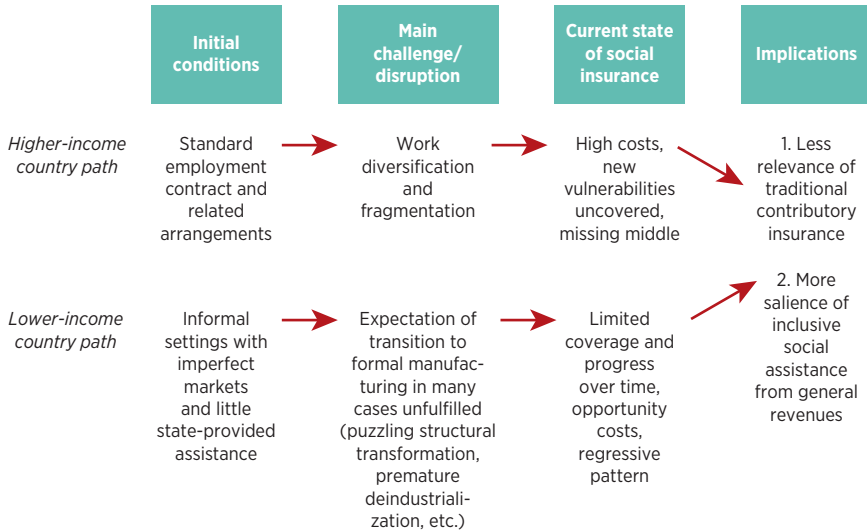 Initial
conditions
Main
challenge/
disruption
Current state
of social
insurance
Implications
Higher-income
country path
Standard
employment
contract and
related
arrangements
Work
diversification
and
fragmentation
High costs,
new
vulnerabilities
uncovered,
missing middle
1. Less
relevance of
traditional
contributory
insurance
2. More
salience of
inclusive
social
assistance
from general
revenues
Lower-income
country path
Informal
settings with
imperfect
markets
and little
state-provided
assistance
Expectation of
transition to
formal manufac-
turing in many
cases unfulfilled
(puzzling structural
transformation,
premature
deindustriali-
zation, etc.)
Limited
coverage and
progress
over time,
opportunity
costs,
regressive
pattern